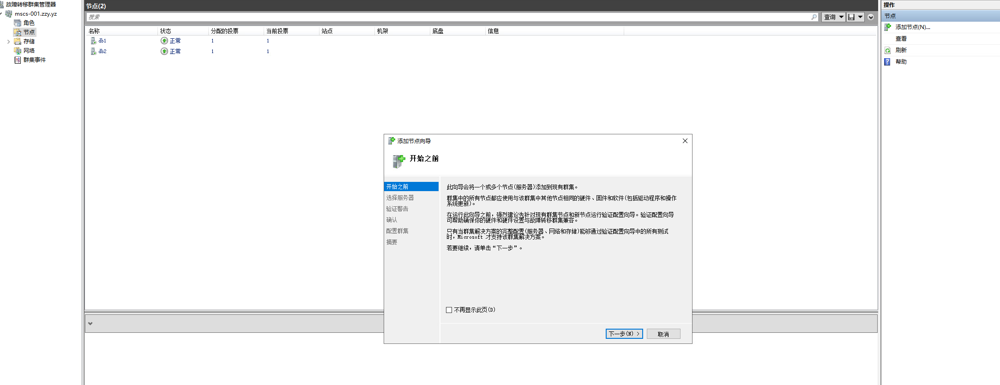 故障转移群集管理器
mscs-001.zzy.yz
角色
节点
存储
网络
群集事件
节点(2)
搜索
查询
名称 状态 分配的投票 当前投票 站点 机架 底盘 信息
db1 正常 1 1
db2 正常 1 1
操作
节点
添加节点(N)...
查看
刷新
帮助
添加节点向导
开始之前
开始之前
选择服务器
验证警告
确认
配置群集
摘要
此向导会将一个或多个节点(服务器)添加到现有群集。
群集中的所有节点都应使用与该群集中其他节点相同的硬件、固件和软件(包括驱动程序和操作
系统更新)。
在运行此向导之前，强烈建议先针对现有群集节点和新节点运行验证配置向导。验证配置向导
可帮助确保你的硬件和硬件设置与故障转移群集兼容。
只有当群集解决方案的完整配置(服务器、网络和存储)能够通过验证配置向导中的所有测试
时，Microsoft 才支持该群集解决方案。
若要继续，请单击“下一步”。
不再显示此页(D)
下一步(N) >
取消